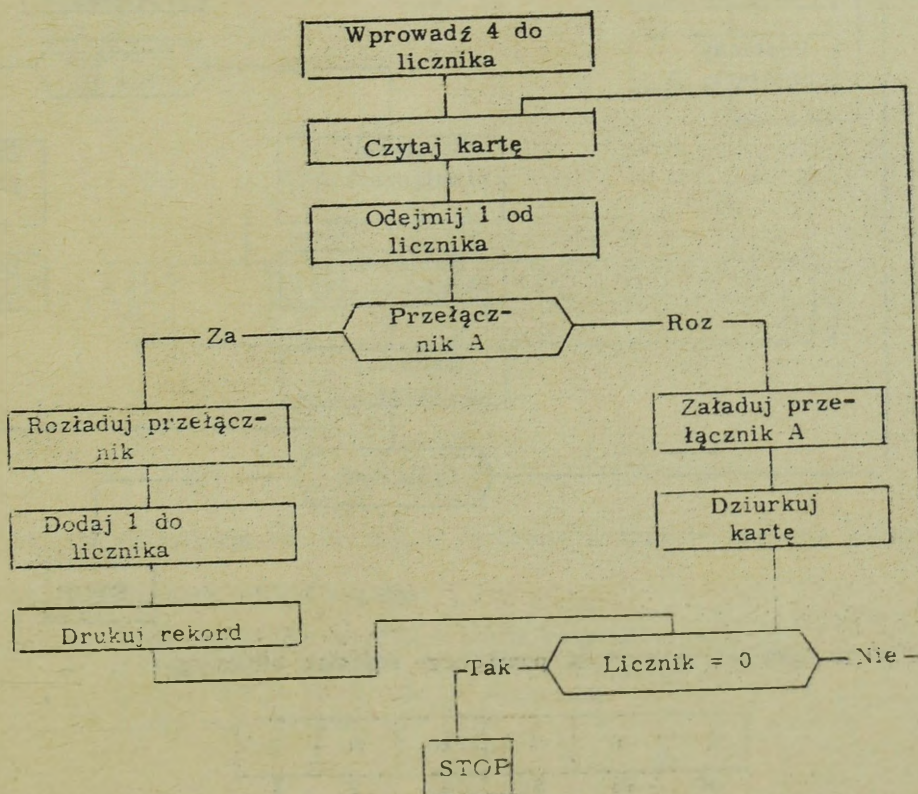 Wprowadź 4 do
licznika
Czytaj kartę
Odejmij 1 od
licznika
Przełącz-
nik A
Za
Roz
Rozładuj przełącz-
nik
Załaduj prze-
łącznik A
Dodaj 1 do
licznika
Dziurkuj
kartę
Drukuj rekord
Licznik = 0
Tak
Nie
STOP